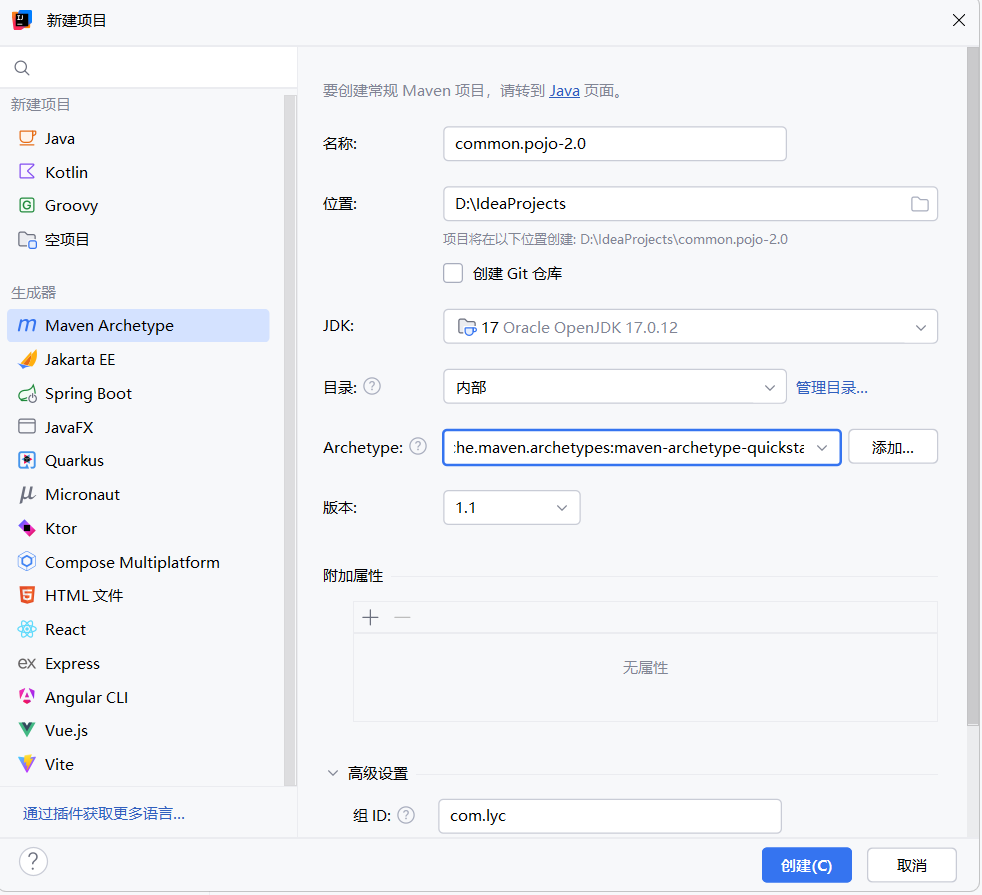 新建项目
新建项目
Java
Kotlin
Groovy
空项目
生成器
Maven Archetype
Jakarta EE
Spring Boot
JavaFX
Quarkus
Micronaut
Ktor
Compose Multiplatform
HTML 文件
React
Express
Angular CLI
Vue.js
Vite
通过插件获取更多语言...
要创建常规 Maven 项目，请转到 Java 页面。
名称: common.pojo-2.0
位置: D:\IdeaProjects
项目将在以下位置创建: D:\IdeaProjects\common.pojo-2.0
创建 Git 仓库
JDK: 17 Oracle OpenJDK 17.0.12
目录: ? 内部 管理目录...
Archetype: ? :he.maven.archetypes:maven-archetype-quicksta 添加...
版本: 1.1
附加属性
无属性
高级设置
组 ID: ? com.lyc
? 创建(C) 取消